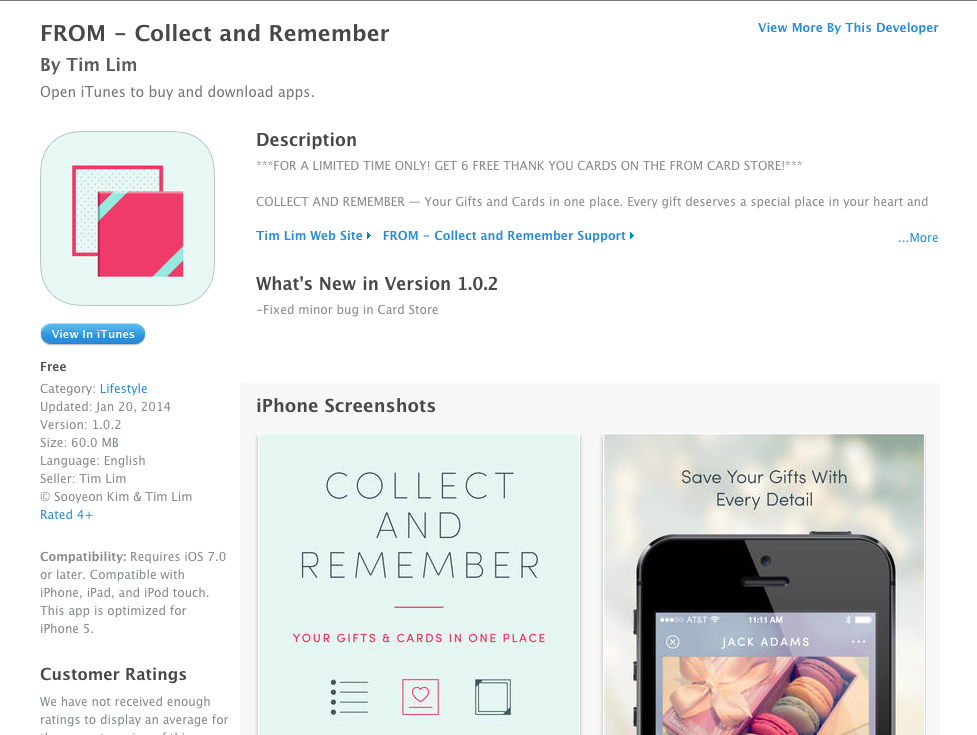 FROM – Collect and Remember
View More By This Developer
By Tim Lim
Open iTunes to buy and download apps.
Description
***FOR A LIMITED TIME ONLY! GET 6 FREE THANK YOU CARDS ON THE FROM CARD STORE!***
COLLECT AND REMEMBER — Your Gifts and Cards in one place. Every gift deserves a special place in your heart and
Tim Lim Web Site
FROM – Collect and Remember Support
...More
What's New in Version 1.0.2
-Fixed minor bug in Card Store
View In iTunes
Free
Category: Lifestyle
Updated: Jan 20, 2014
Version: 1.0.2
Size: 60.0 MB
Language: English
Seller: Tim Lim
© Sooyeon Kim & Tim Lim
Rated 4+
Compatibility: Requires iOS 7.0
or later. Compatible with
iPhone, iPad, and iPod touch.
This app is optimized for
iPhone 5.
Customer Ratings
We have not received enough
ratings to display an average for
iPhone Screenshots
COLLECT
AND
REMEMBER
YOUR GIFTS & CARDS IN ONE PLACE
Save Your Gifts With
Every Detail
AT&T 11:11 AM
JACK ADAMS